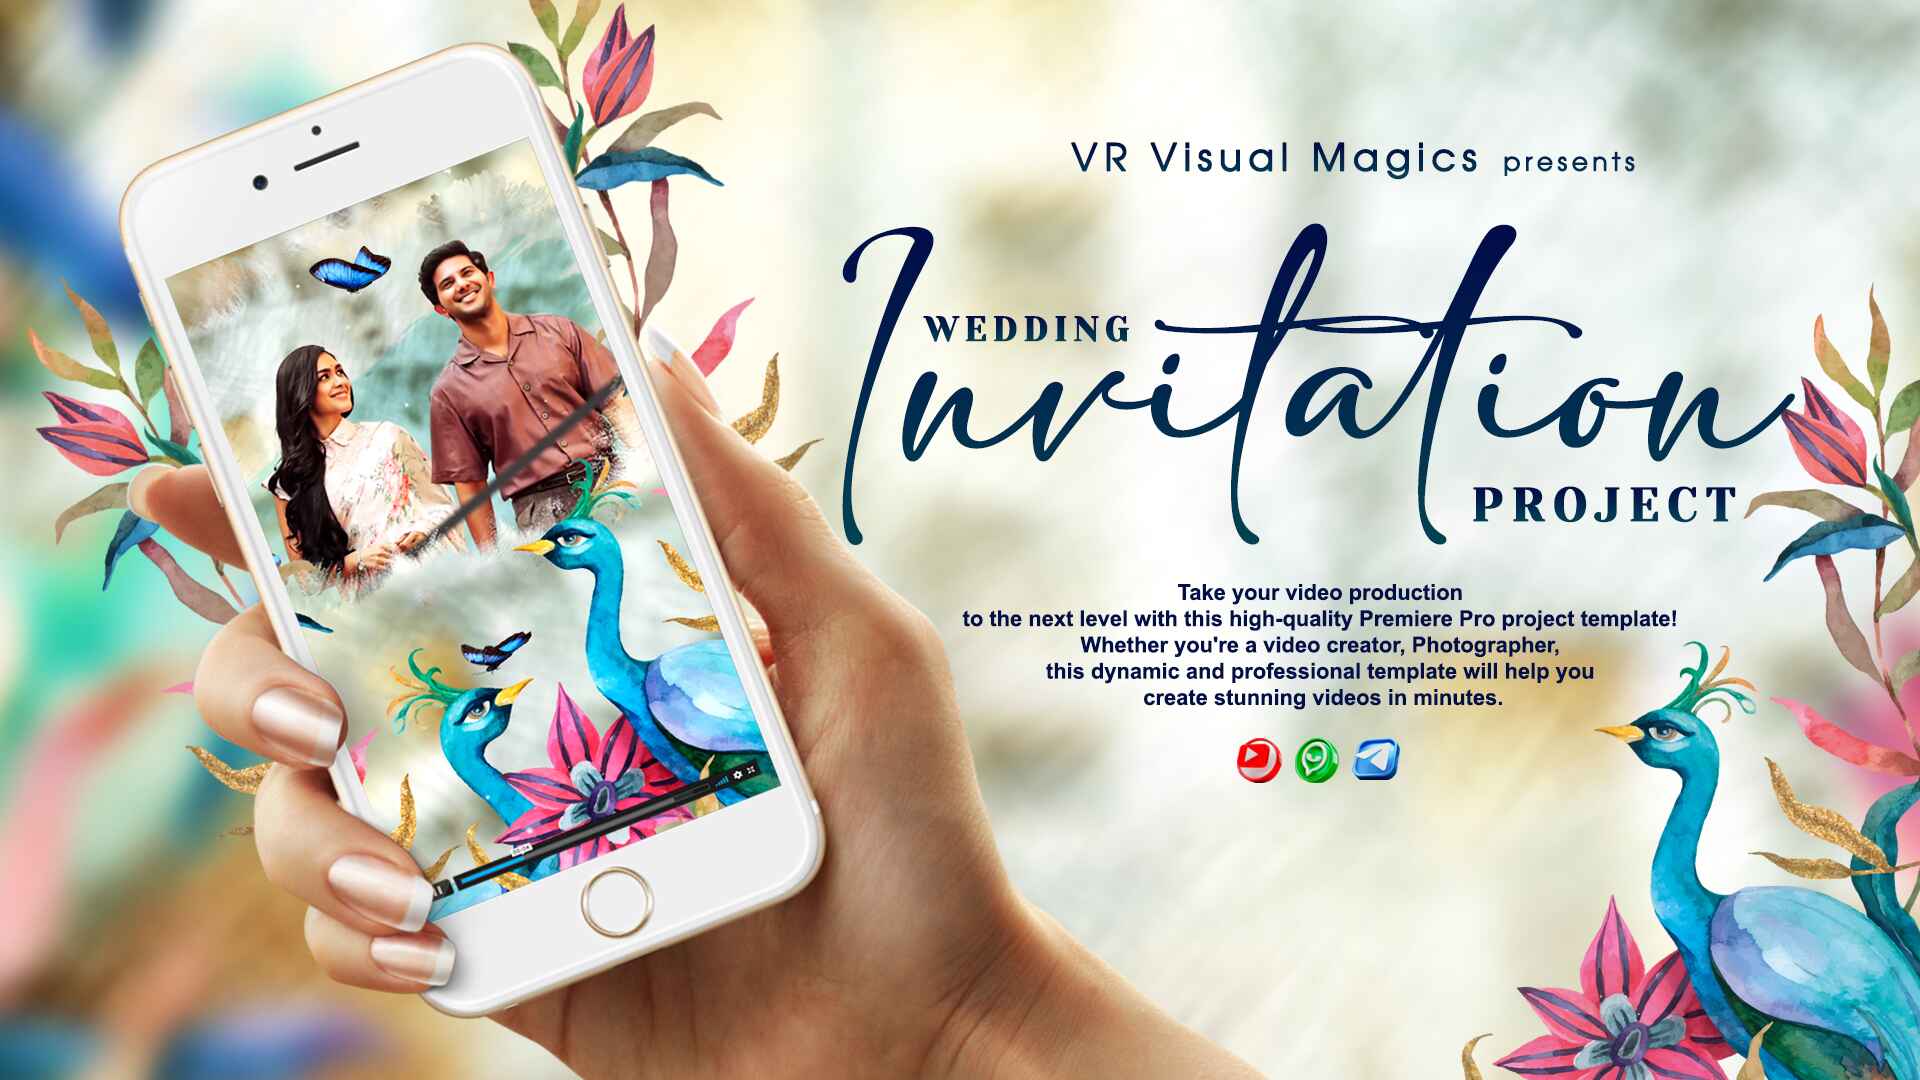 VR Visual Magics presents
WEDDING
Invitation
PROJECT
Take your video production
to the next level with this high-quality Premiere Pro project template!
Whether you're a video creator, Photographer,
this dynamic and professional template will help you
create stunning videos in minutes.